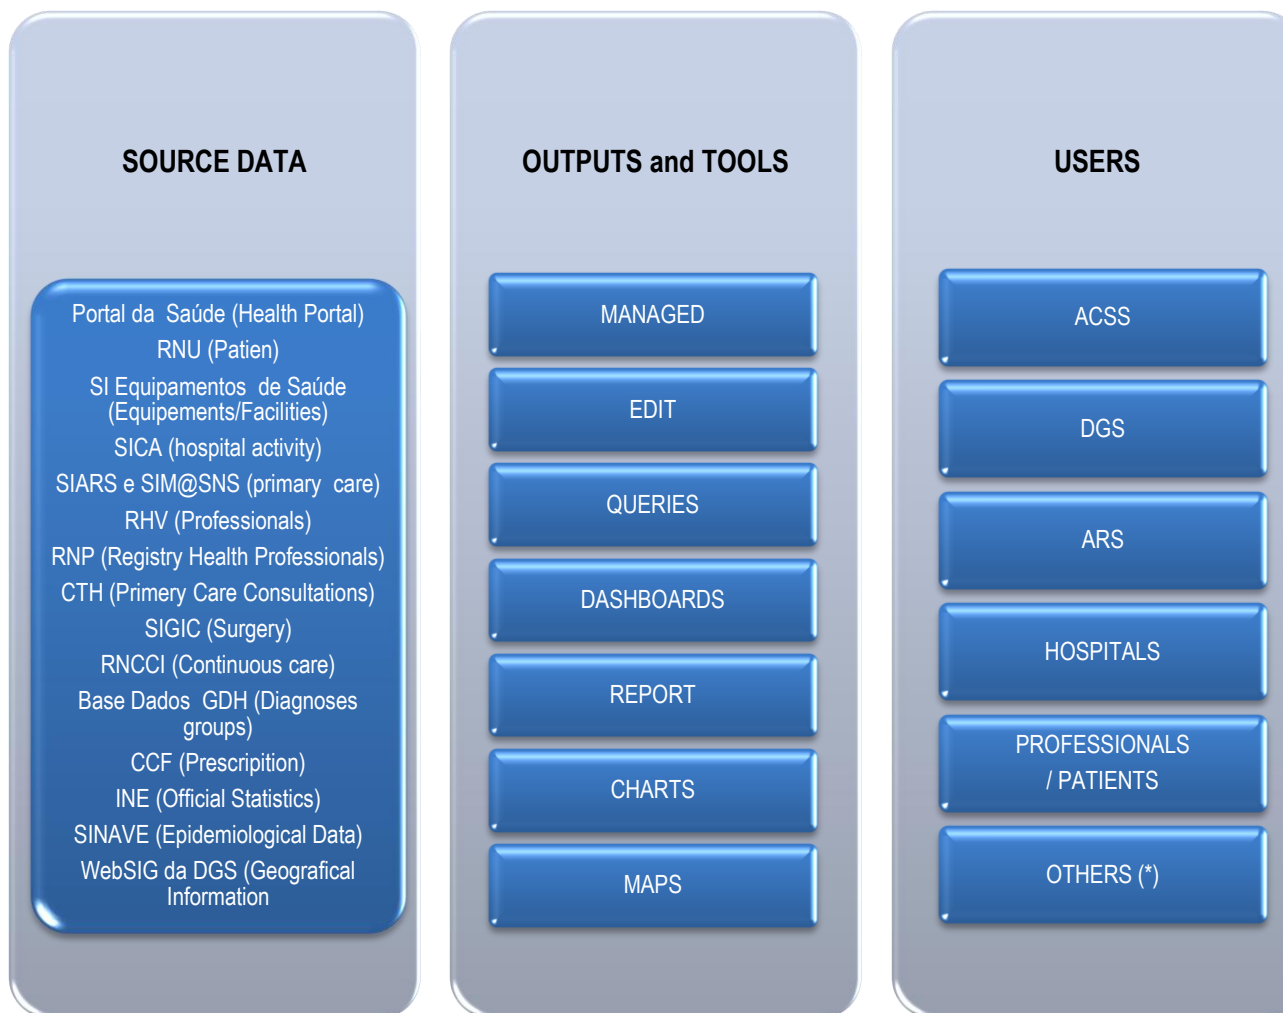 SOURCE DATA
Portal da Saúde (Health Portal)
RNU (Patien)
SI Equipamentos de Saúde
(Equipements/Facilities)
SICA (hospital activity)
SIARS e SIM@SNS (primary care)
RHV (Professionals)
RNP (Registry Health Professionals)
CTH (Primery Care Consultations)
SIGIC (Surgery)
RNCCI (Continuous care)
Base Dados GDH (Diagnoses
groups)
CCF (Prescripition)
INE (Official Statistics)
SINAVE (Epidemiological Data)
WebSIG da DGS (Geografical
Information
OUTPUTS and TOOLS
MANAGED
EDIT
QUERIES
DASHBOARDS
REPORT
CHARTS
MAPS
USERS
ACSS
DGS
ARS
HOSPITALS
PROFESSIONALS
/ PATIENTS
OTHERS (*)